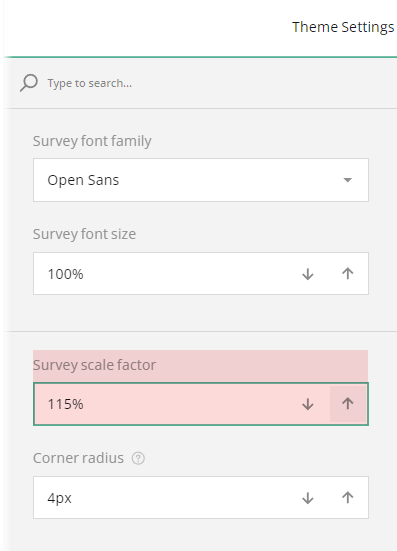 Theme Settings
Type to search...
Survey font family
Open Sans
Survey font size
100%
Survey scale factor
115%
Corner radius ?
4px